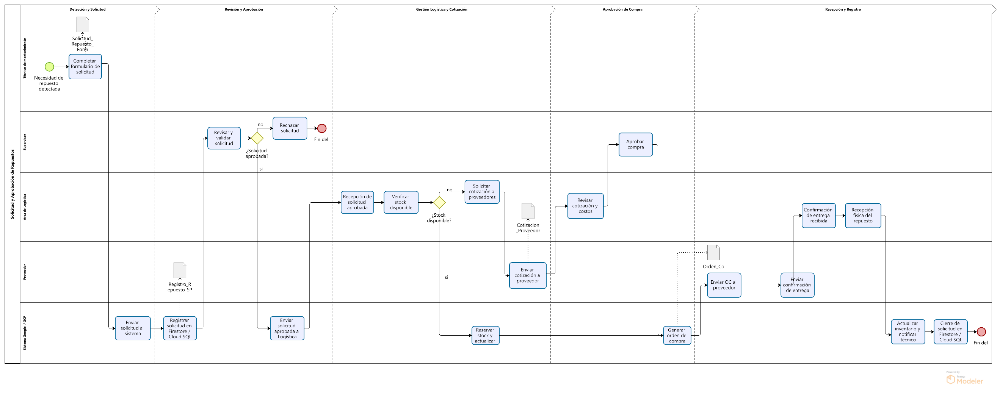 Detección y Solicitud
Revisión y Aprobación
Gestión Logística y Cotización
Aprobación de Compra
Recepción y Registro
Solicitud y Aprobación de Repuestos
Técnico de mantenimiento
Solicitud_
Repuesto_
Form
Necesidad de
repuesto
detectada
Completar
formulario de
solicitud
Supervisor
Revisar y
validar
solicitud
¿Solicitud
aprobada?
no
si
Rechazar
solicitud
Fin del
Aprobar
compra
Área de Logística
Recepción de
solicitud
aprobada
Verificar
stock
disponible
¿Stock
disponible?
no
si
Solicitar
cotización a
proveedores
Cotizacion
_Proveedor
Revisar
cotización y
costos
Confirmación
de entrega
recibida
Recepción
física del
repuesto
Proveedor
Registro_R
epuesto_SP
Enviar
cotización a
proveedor
Orden_Co
Enviar OC al
proveedor
Enviar
confirmación
de entrega
Sistema Google / GCP
Enviar
solicitud al
sistema
Registrar
solicitud en
Firestore /
Cloud SQL
Enviar
solicitud
aprobada a
Logística
Reservar
stock y
actualizar
Generar
orden de
compra
Actualizar
inventario y
notificar
técnico
Cierre de
solicitud en
Firestore /
Cloud SQL
Fin del
Powered by
bizagi
Modeler